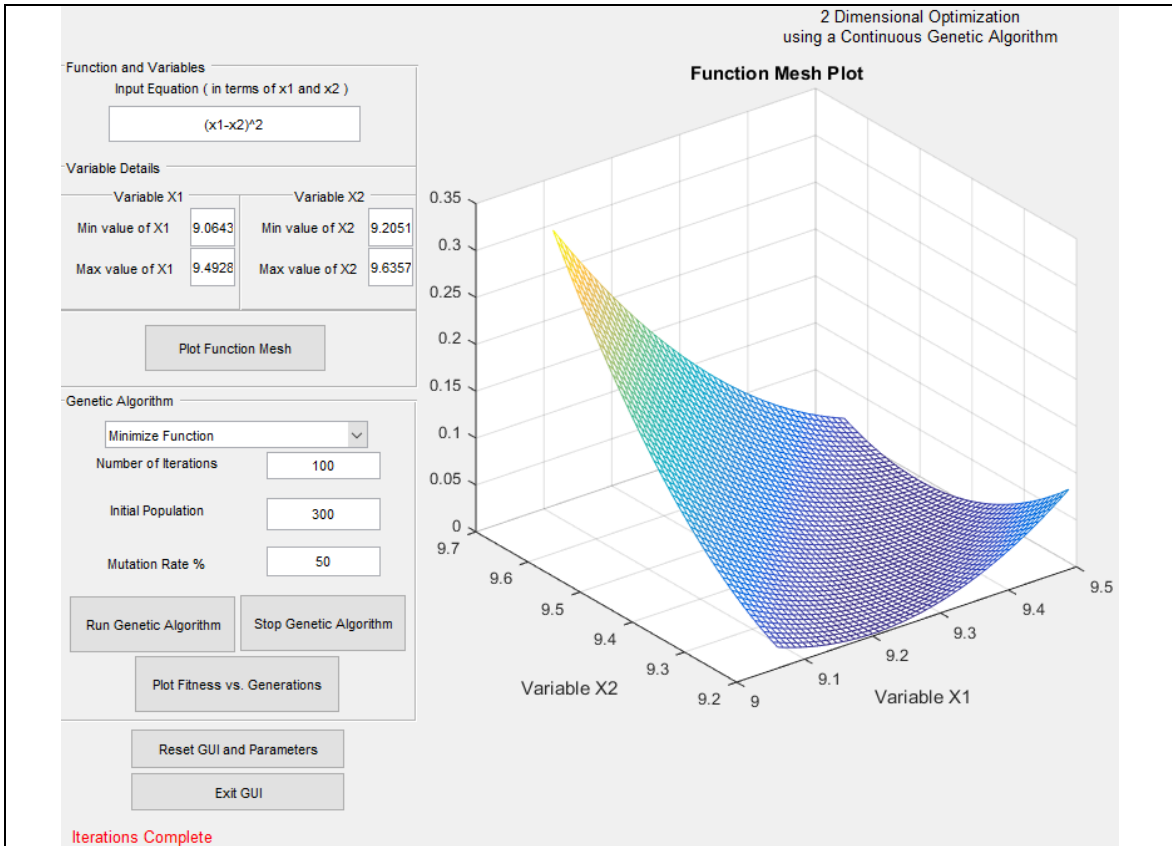 2 Dimensional Optimization
using a Continuous Genetic Algorithm
Function and Variables
Input Equation ( in terms of x1 and x2 )
(x1-x2)^2
Variable Details
Variable X1
Min value of X1
9.0643
Max value of X1
9.4928
Variable X2
Min value of X2
9.2051
Max value of X2
9.6357
Plot Function Mesh
Genetic Algorithm
Minimize Function
Number of Iterations
100
Initial Population
300
Mutation Rate %
50
Run Genetic Algorithm
Stop Genetic Algorithm
Plot Fitness vs. Generations
Reset GUI and Parameters
Exit GUI
Iterations Complete
Function Mesh Plot
0.35
0.3
0.25
0.2
0.15
0.1
0.05
0
9.7
9.6
9.5
9.4
9.3
9.2
Variable X2
9
9.1
9.2
9.3
9.4
9.5
Variable X1